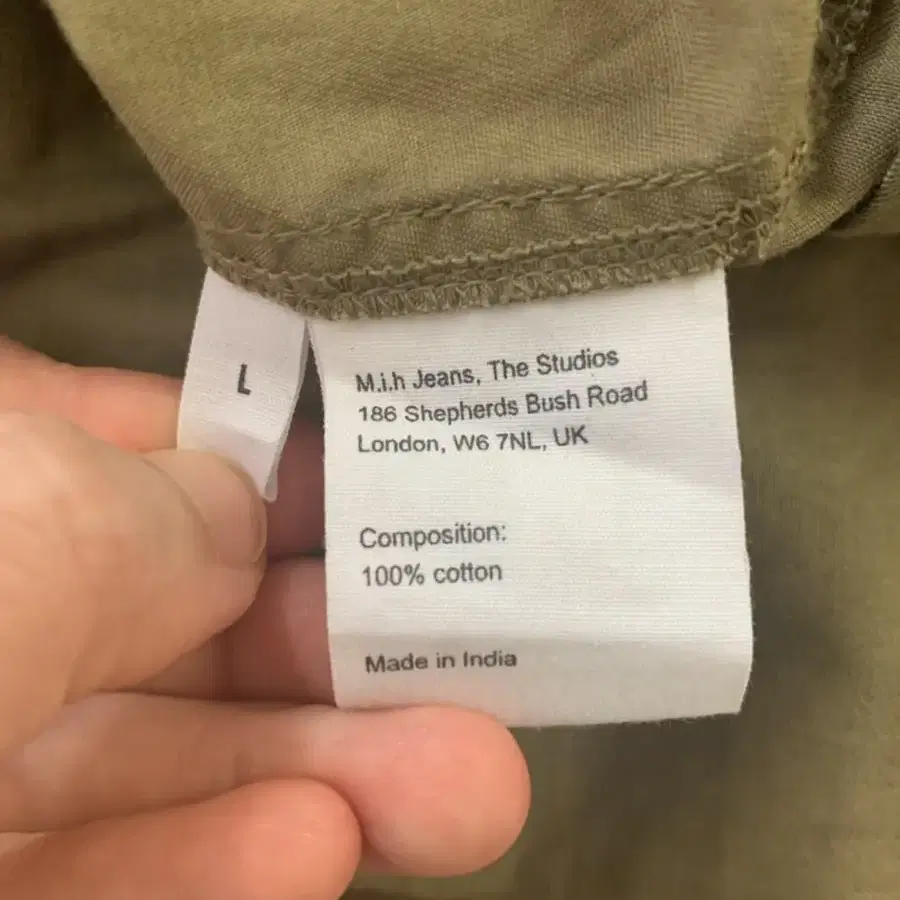 L
M.i.h Jeans, The Studios
186 Shepherds Bush Road
London, W6 7NL, UK
Composition:
100% cotton
Made in India